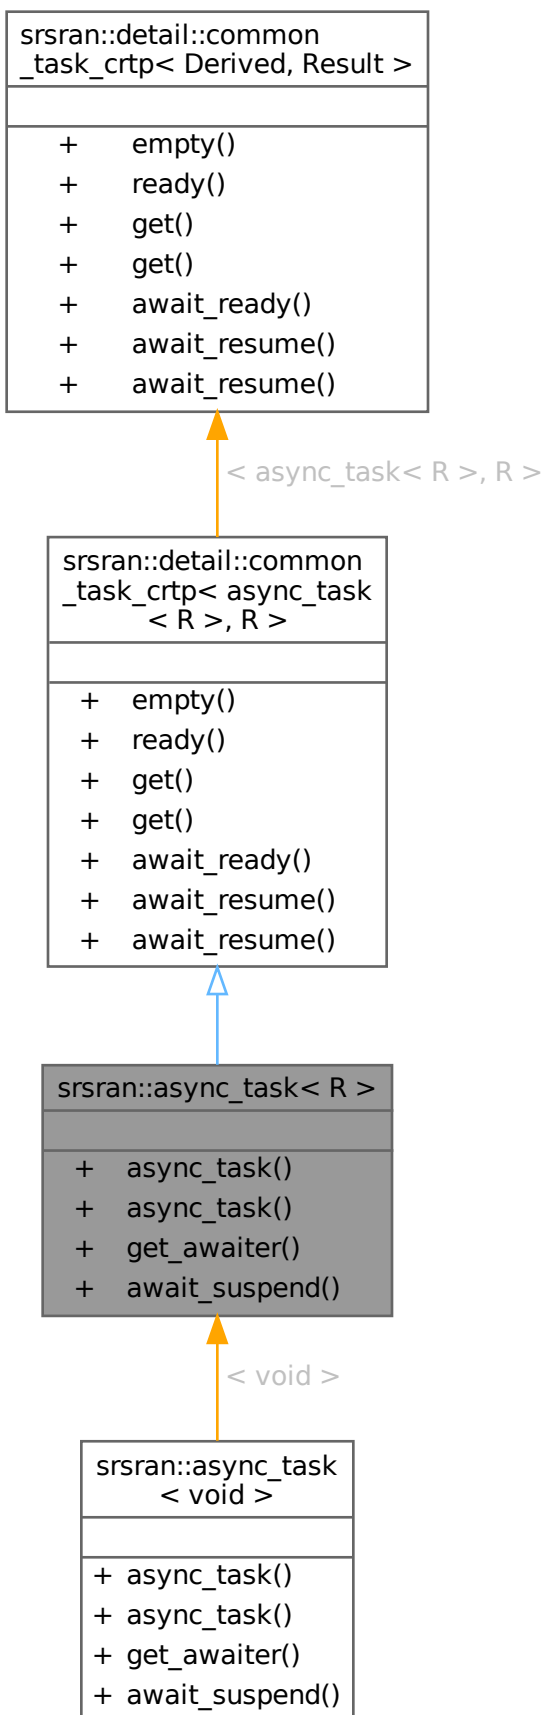 srsran::detail::common
_task_crtp< Derived, Result >
+ empty()
+ ready()
+ get()
+ get()
+ await_ready()
+ await_resume()
+ await_resume()
< async_task< R >, R >
srsran::detail::common
_task_crtp< async_task
< R >, R >
+ empty()
+ ready()
+ get()
+ get()
+ await_ready()
+ await_resume()
+ await_resume()
srsran::async_task< R >
+ async_task()
+ async_task()
+ get_awaiter()
+ await_suspend()
< void >
srsran::async_task
< void >
+ async_task()
+ async_task()
+ get_awaiter()
+ await_suspend()